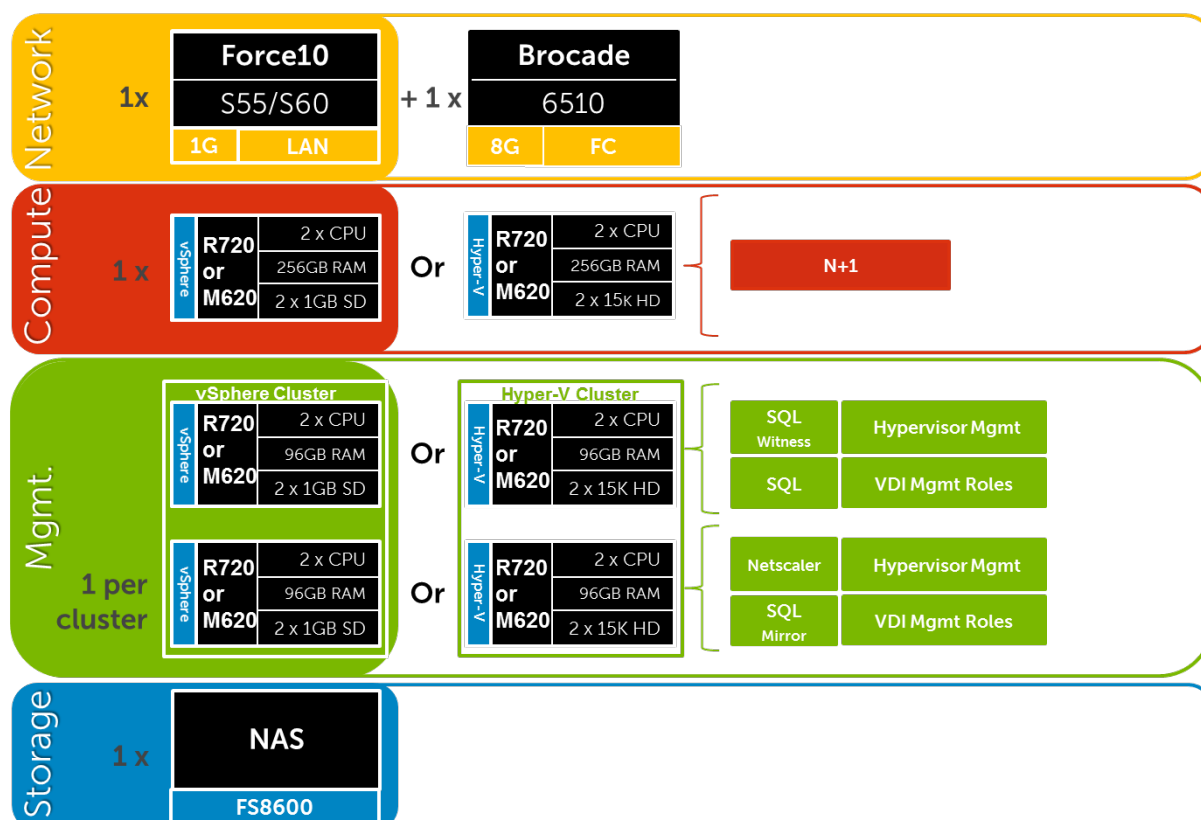 Network
1x
Force10
S55/S60
1G LAN
+ 1 x
Brocade
6510
8G FC
Compute
1 x
vSphere
R720
or
M620
2 x CPU
256GB RAM
2 x 1GB SD
Or
Hyper-V
R720
or
M620
2 x CPU
256GB RAM
2 x 15K HD
N+1
Mgmt.
1 per
cluster
vSphere Cluster
vSphere
R720
or
M620
2 x CPU
96GB RAM
2 x 1GB SD
Or
Hyper-V Cluster
Hyper-V
R720
or
M620
2 x CPU
96GB RAM
2 x 15K HD
SQL
Witness
Hypervisor Mgmt
SQL
VDI Mgmt Roles
vSphere
R720
or
M620
2 x CPU
96GB RAM
2 x 1GB SD
Or
Hyper-V
R720
or
M620
2 x CPU
96GB RAM
2 x 15K HD
Netscaler
Hypervisor Mgmt
SQL
Mirror
VDI Mgmt Roles
Storage
1 x
NAS
FS8600